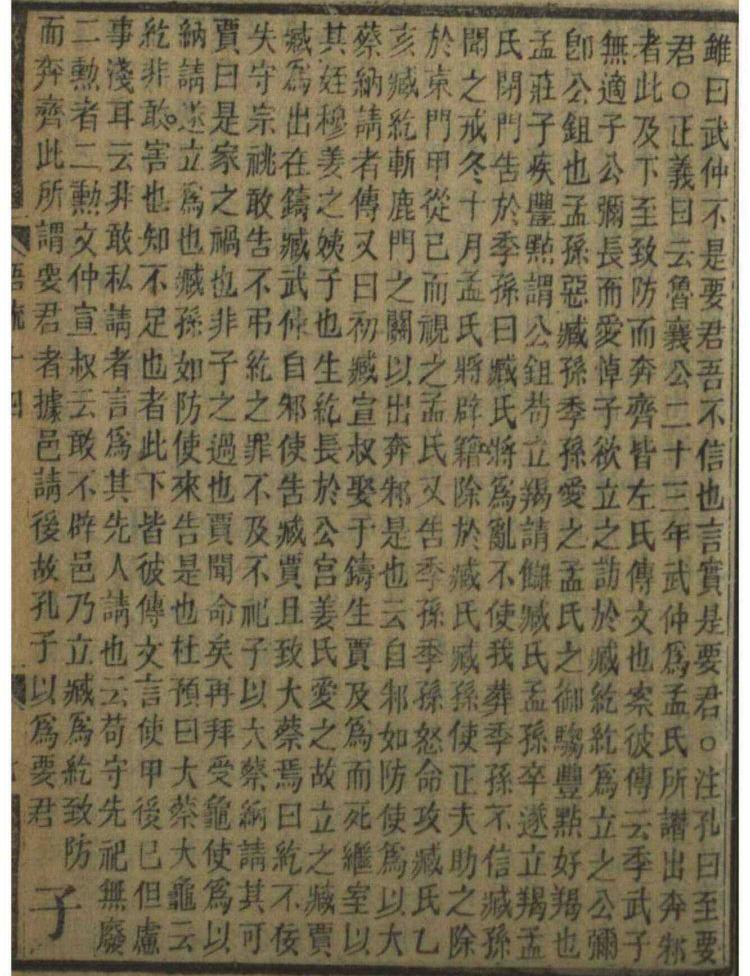 雖曰武仲不是要君吾不信也言實是要君○注孔曰至要
君○正義曰云魯襄公二十三年武仲爲孟氏所譖出奔邾
者此及下至致防而奔齊皆左氏傳文也案彼傳云季武子
無適子公彌長而愛悼子欲立之訪於臧紇紇爲立之公彌
卽公鉏也孟孫惡臧孫季孫愛之孟氏之御騶豐點好羯也
孟莊子疾豐點謂公鉏苟立羯請讎臧氏孟孫卒遂立羯孟
氏閉門告於季孫曰臧氏將爲亂不使我葬季孫不信臧孫
聞之戒冬十月孟氏將辟籍除於臧氏臧孫使正夫助之除
於東門甲從已而視之孟氏又告季孫季孫怒命攻臧氏乙
亥臧紇斬鹿門之關以出奔邾是也云自邾如防使爲以大
蔡納請者傳又曰初臧宣叔娶于鑄生賈及爲而死繼室以
其姪穆姜之姨子也生紇長於公宮姜氏愛之故立之臧賈
臧爲出在鑄臧武仲自邾使告臧賈且致大蔡焉曰紇不佞
失守宗祧敢告不弔紇之罪不及不祀子以大蔡納請其可
賈曰是家之禍也非子之過也賈聞命矣再拜受龜使爲以
納請遂立爲也臧孫如防使來告是也杜預曰大蔡大龜云
紇非敢害也知不足也者此下皆彼傳文言使甲後已但慮
事淺耳云非敢私請者言爲其先人請也云苟守先祀無廢
二勳者二勳文仲宣叔云敢不辟邑乃立臧爲紇致防
而奔齊此所謂要君者據邑請後故孔子以爲要君 子